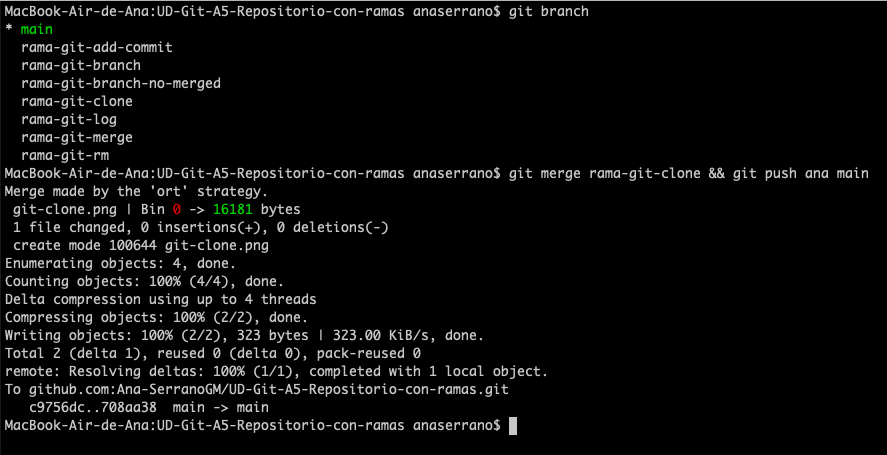 MacBook-Air-de-Ana:UD-Git-A5-Repositorio-con-ramas anaserrano$ git branch
* main
  rama-git-add-commit
  rama-git-branch
  rama-git-branch-no-merged
  rama-git-clone
  rama-git-log
  rama-git-merge
  rama-git-rm
MacBook-Air-de-Ana:UD-Git-A5-Repositorio-con-ramas anaserrano$ git merge rama-git-clone && git push ana main
Merge made by the 'ort' strategy.
 git-clone.png | Bin 0 -> 16181 bytes
 1 file changed, 0 insertions(+), 0 deletions(-)
 create mode 100644 git-clone.png
Enumerating objects: 4, done.
Counting objects: 100% (4/4), done.
Delta compression using up to 4 threads
Compressing objects: 100% (2/2), done.
Writing objects: 100% (2/2), 323 bytes | 323.00 KiB/s, done.
Total 2 (delta 1), reused 0 (delta 0), pack-reused 0
remote: Resolving deltas: 100% (1/1), completed with 1 local object.
To github.com:Ana-SerranoGM/UD-Git-A5-Repositorio-con-ramas.git
   c9756dc..708aa38  main -> main
MacBook-Air-de-Ana:UD-Git-A5-Repositorio-con-ramas anaserrano$